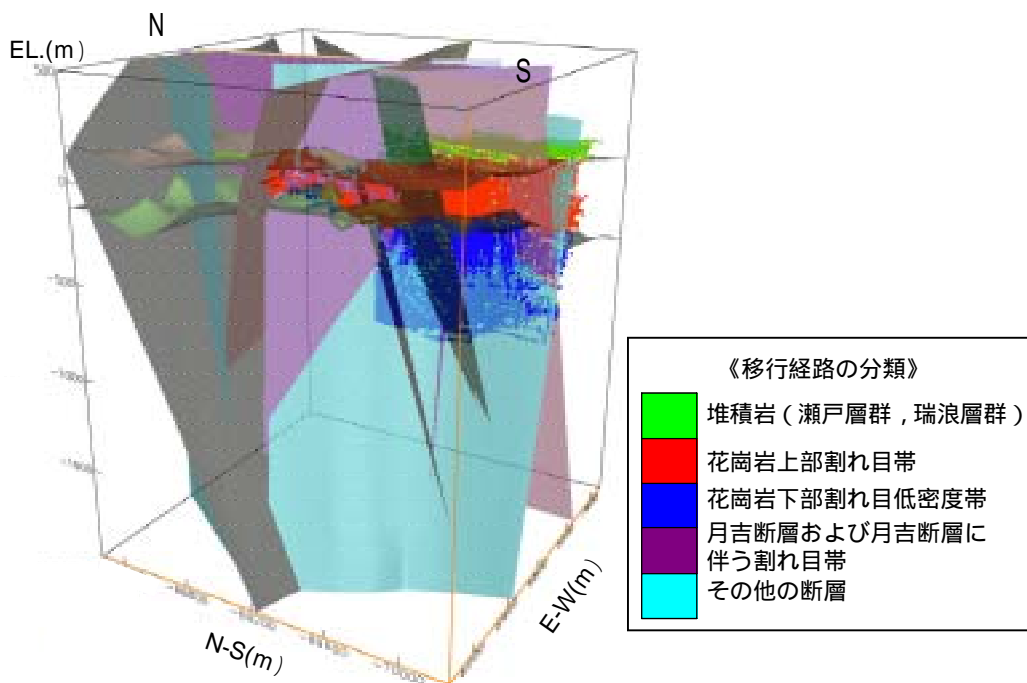 N
EL.(m)
S
0
N-S(m)
E-W(m)
《移行経路の分類》
堆積岩（瀬戸層群，瑞浪層群）
花崗岩上部割れ目帯
花崗岩下部割れ目低密度帯
月吉断層および月吉断層に
伴う割れ目帯
その他の断層